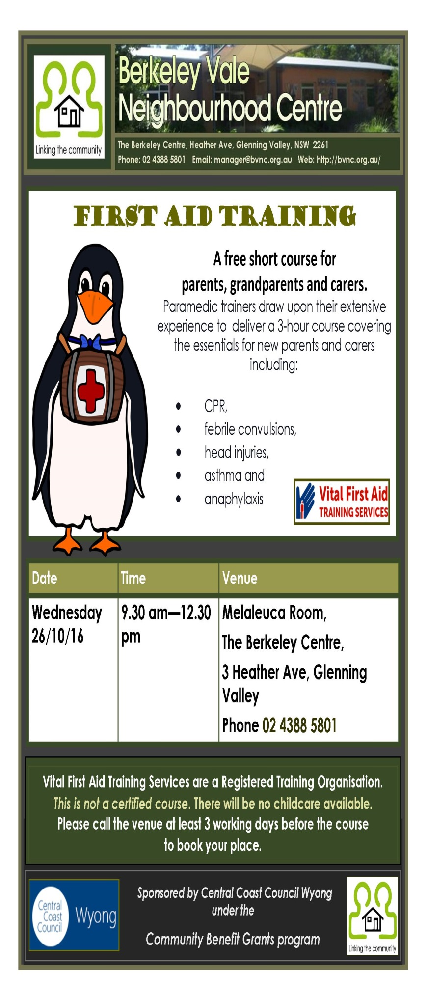 Berkeley Vale
Neighbourhood Centre
Linking the community
The Berkeley Centre, Heather Ave, Glenning Valley, NSW 2261
Phone: 02 4388 5801 Email: manager@bvnc.org.au Web: http://bvnc.org.au/
FIRST AID TRAINING
A free short course for
parents, grandparents and carers.
Paramedic trainers draw upon their extensive
experience to deliver a 3-hour course covering
the essentials for new parents and carers
including:
• CPR,
• febrile convulsions,
• head injuries,
• asthma and
• anaphylaxis
Vital First Aid
TRAINING SERVICES
Date Time Venue
Wednesday
26/10/16
9.30 am—12.30
pm
Melaleuca Room,
The Berkeley Centre,
3 Heather Ave, Glenning
Valley
Phone 02 4388 5801
Vital First Aid Training Services are a Registered Training Organisation.
This is not a certified course. There will be no childcare available.
Please call the venue at least 3 working days before the course
to book your place.
Central
Coast
Council
Wyong
Sponsored by Central Coast Council Wyong
under the
Community Benefit Grants program
Linking the community